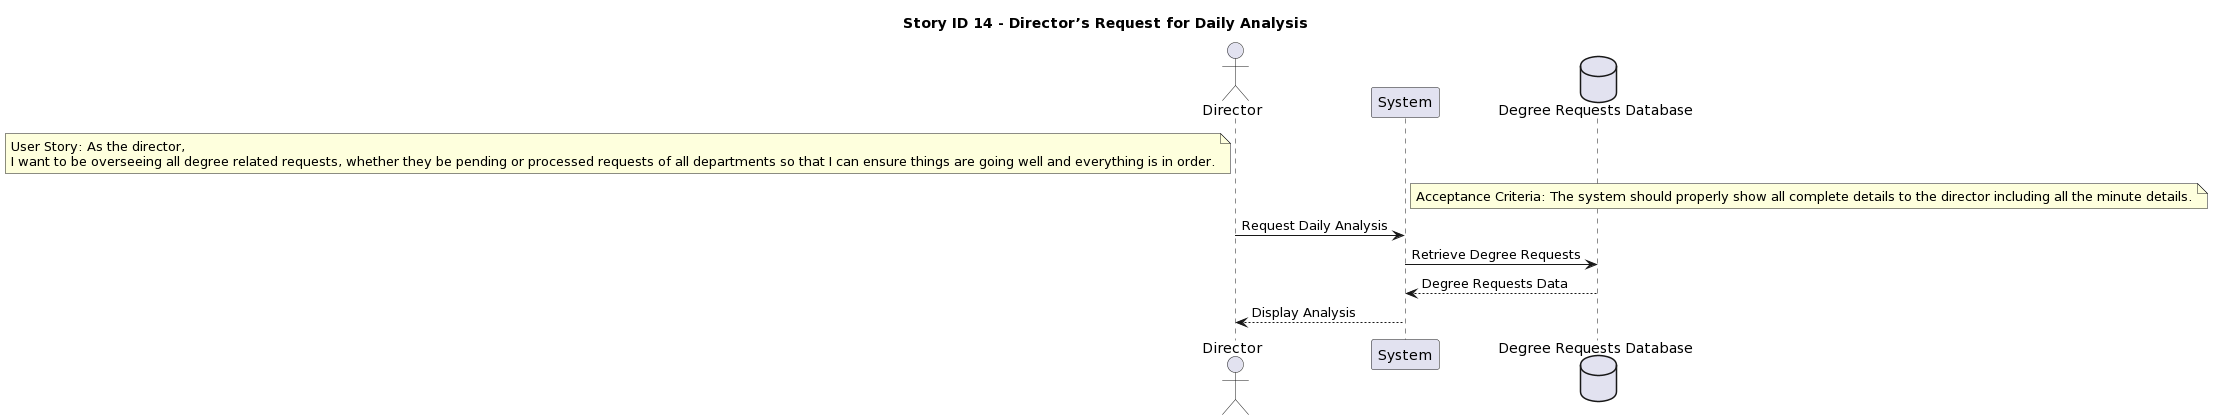 Story ID 14 - Director’s Request for Daily Analysis
Director
System
Degree Requests Database
User Story: As the director,
I want to be overseeing all degree related requests, whether they be pending or processed requests of all departments so that I can ensure things are going well and everything is in order.
Acceptance Criteria: The system should properly show all complete details to the director including all the minute details.
Request Daily Analysis
Retrieve Degree Requests
Degree Requests Data
Display Analysis
Director
System
Degree Requests Database